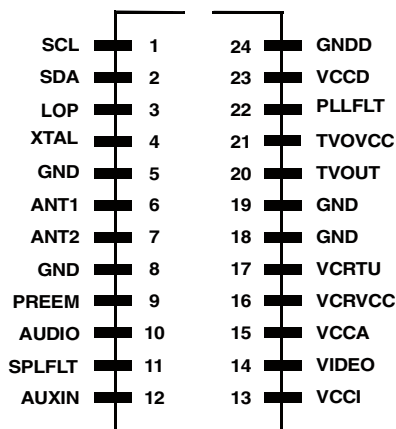 SCL 1 24 GNDD
SDA 2 23 VCCD
LOP 3 22 PLLFLT
XTAL 4 21 TVOVCC
GND 5 20 TVOUT
ANT1 6 19 GND
ANT2 7 18 GND
GND 8 17 VCRTU
PREEM 9 16 VCRVCC
AUDIO 10 15 VCCA
SPLFLT 11 14 VIDEO
AUXIN 12 13 VCCI